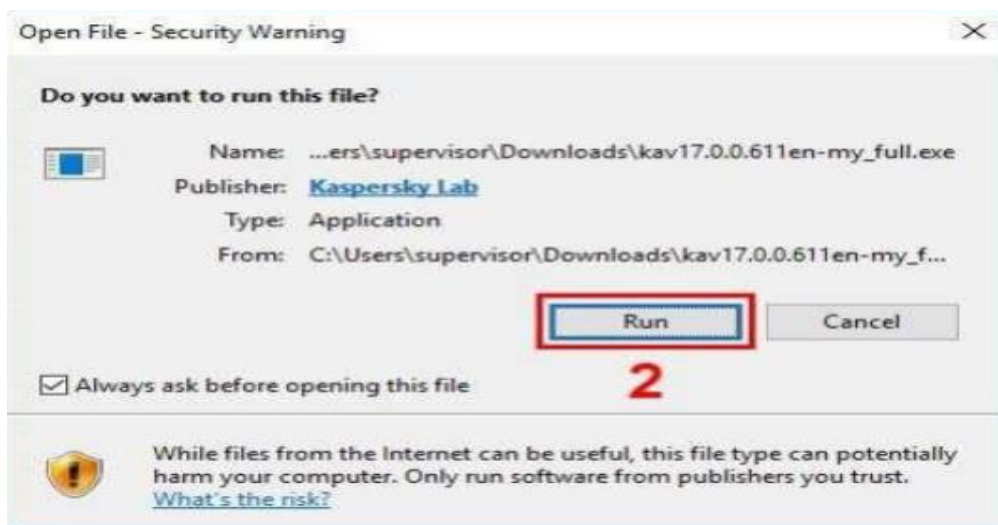 Open File - Security Warning
Do you want to run this file?
Name: ...ers\supervisor\Downloads\kav17.0.0.611en-my_full.exe
Publisher: Kaspersky Lab
Type: Application
From: C:\Users\supervisor\Downloads\kav17.0.0.611en-my_f...
Run Cancel
2
Always ask before opening this file
While files from the Internet can be useful, this file type can potentially
harm your computer. Only run software from publishers you trust.
What's the risk?